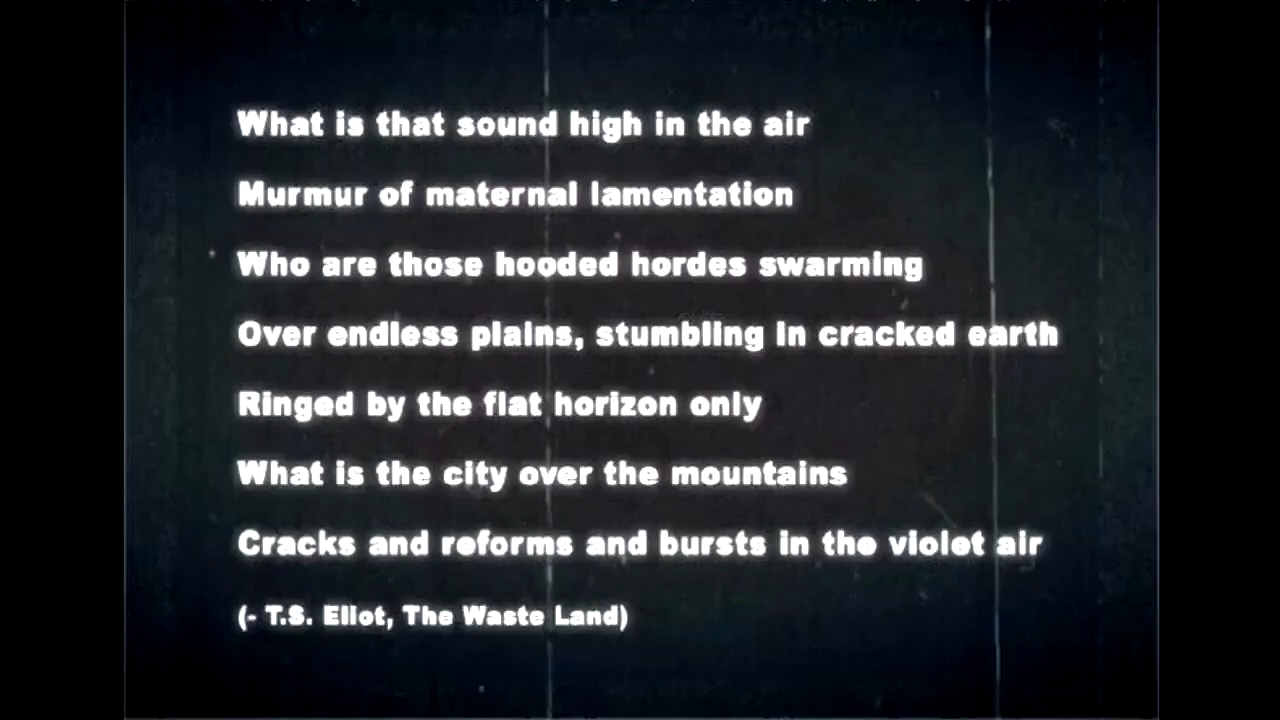 What is that sound high in the air
Murmur of maternal lamentation
Who are those hooded hordes swarming
Over endless plains, stumbling in cracked earth
Ringed by the flat horizon only
What is the city over the mountains
Cracks and reforms and bursts in the violet air
(- T.S. Eliot, The Waste Land)